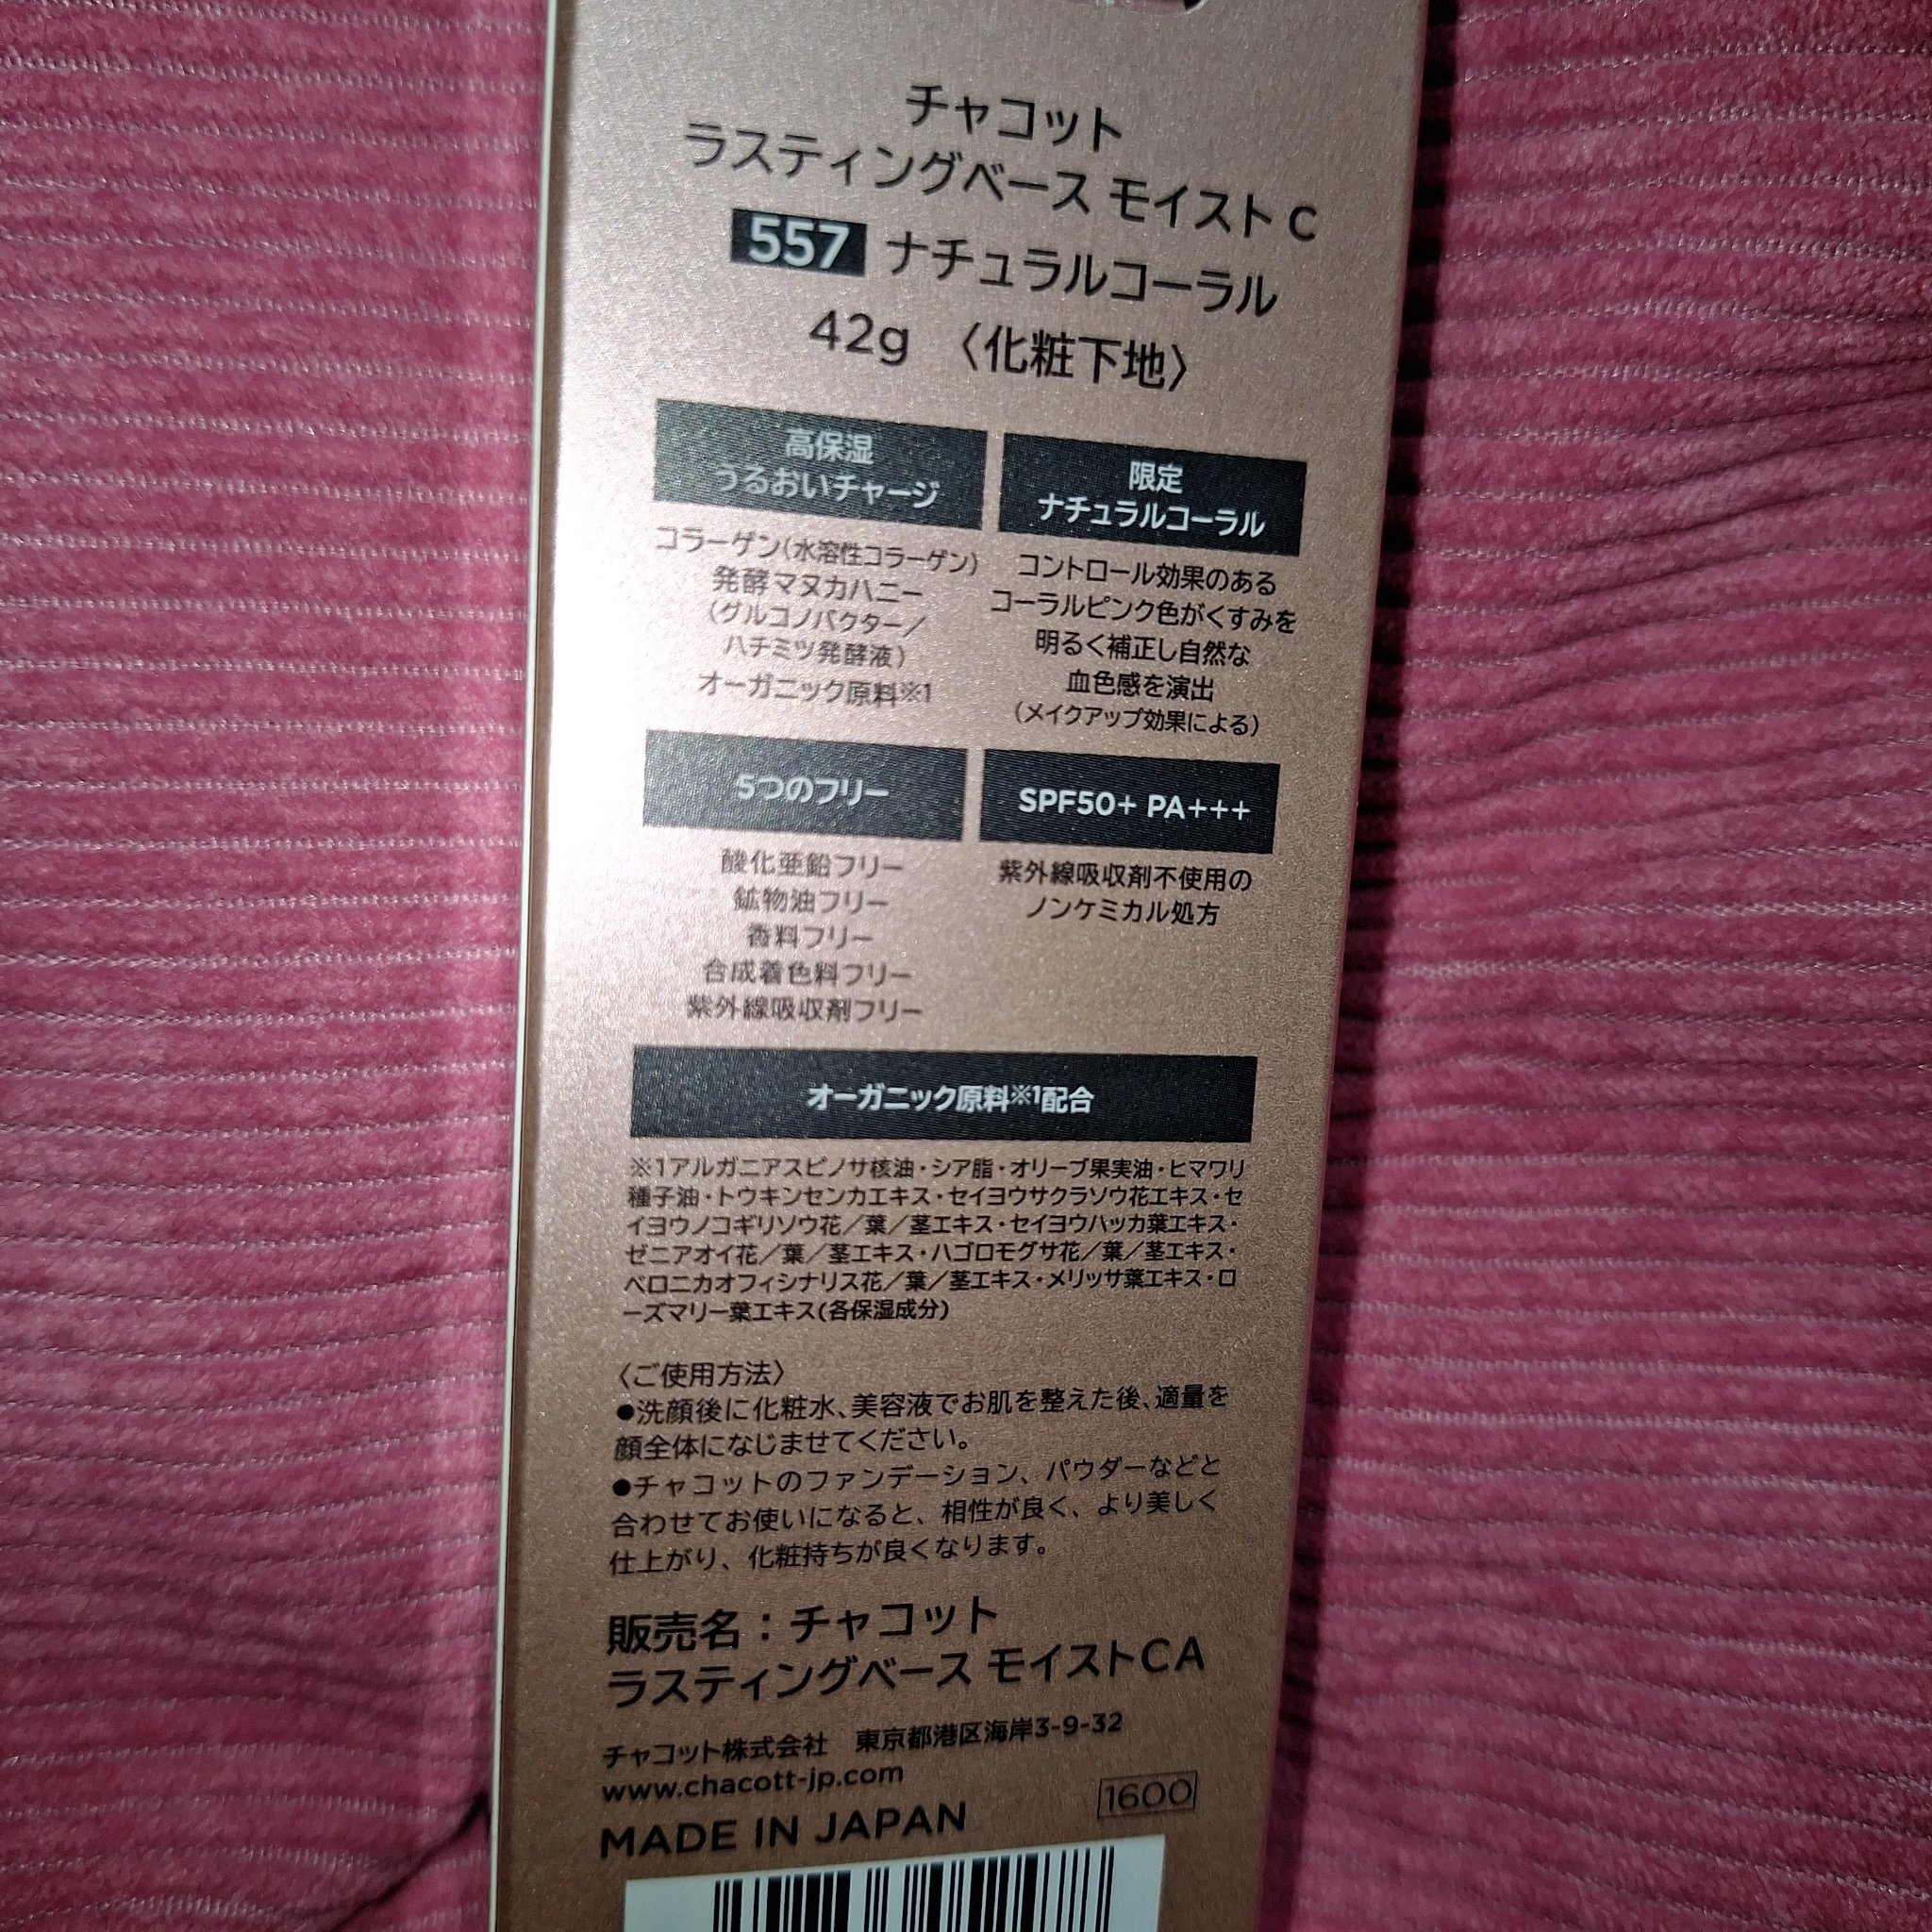 チャコット
ラスティングベース モイスト C
557 ナチュラルコーラル
42g 〈化粧下地〉
高保湿
うるおいチャージ
コラーゲン(水溶性コラーゲン)
発酵マヌカハニー
(グルコノバクター／
ハチミツ発酵液)
オーガニック原料※1
限定
ナチュラルコーラル
コントロール効果のある
コーラルピンク色がくすみを
明るく補正し自然な
血色感を演出
(メイクアップ効果による)
5つのフリー
酸化亜鉛フリー
鉱物油フリー
香料フリー
合成着色料フリー
紫外線吸収剤フリー
SPF50+ PA+++
紫外線吸収剤不使用の
ノンケミカル処方
オーガニック原料※1配合
※1アルガニアスピノサ核油・シア脂・オリーブ果実油・ヒマワリ
種子油・トウキンセンカエキス・セイヨウサクラソウ花エキス・セ
イヨウノコギリソウ花／葉／茎エキス・セイヨウハッカ葉エキス・
ゼニアオイ花／葉／茎エキス・ハゴロモグサ花／葉／茎エキス・
ベロニカオフィシナリス花／葉／茎エキス・メリッサ葉エキス・ロ
ーズマリー葉エキス(各保湿成分)
〈ご使用方法〉
●洗顔後に化粧水、美容液でお肌を整えた後、適量を
顔全体になじませてください。
●チャコットのファンデーション、パウダーなどと
合わせてお使いになると、相性が良く、より美しく
仕上がり、化粧持ちが良くなります。
販売名：チャコット
ラスティングベース モイストCA
チャコット株式会社 東京都港区海岸3-9-32
www.chacott-jp.com
MADE IN JAPAN 1600